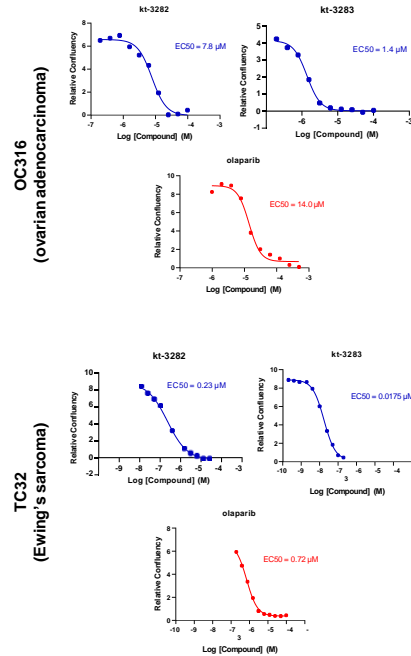 kt-3282
kt-3283
8
6
4
2
0
Relative Confluency
EC50 = 7.8 µM
-7 -6 -5 -4 -3
Log [Compound] (M)
5
4
3
2
1
0
-1
Relative Confluency
EC50 = 1.4 µM
-6 -5 -4 -3 -2
Log [Compound] (M)
OC316
(ovarian adenocarcinoma)
olaparib
10
8
6
4
2
0
Relative Confluency
EC50 = 14.0 µM
-7 -6 -5 -4 -3
Log [Compound] (M)
kt-3282
kt-3283
10
8
6
4
2
0
-2
Relative Confluency
EC50 = 0.23 µM
-9 -8 -7 -6 -5 -4 -3
Log [Compound] (M)
10
8
6
4
2
0
Relative Confluency
EC50 = 0.0175 µM
-10 -9 -8 -7 -6 -5 -4
3
Log [Compound] (M)
TC32
(Ewing's sarcoma)
olaparib
8
6
4
2
0
Relative Confluency
EC50 = 0.72 µM
-10 -9 -8 -7 -6 -5 -4 -
3
Log [Compound] (M)